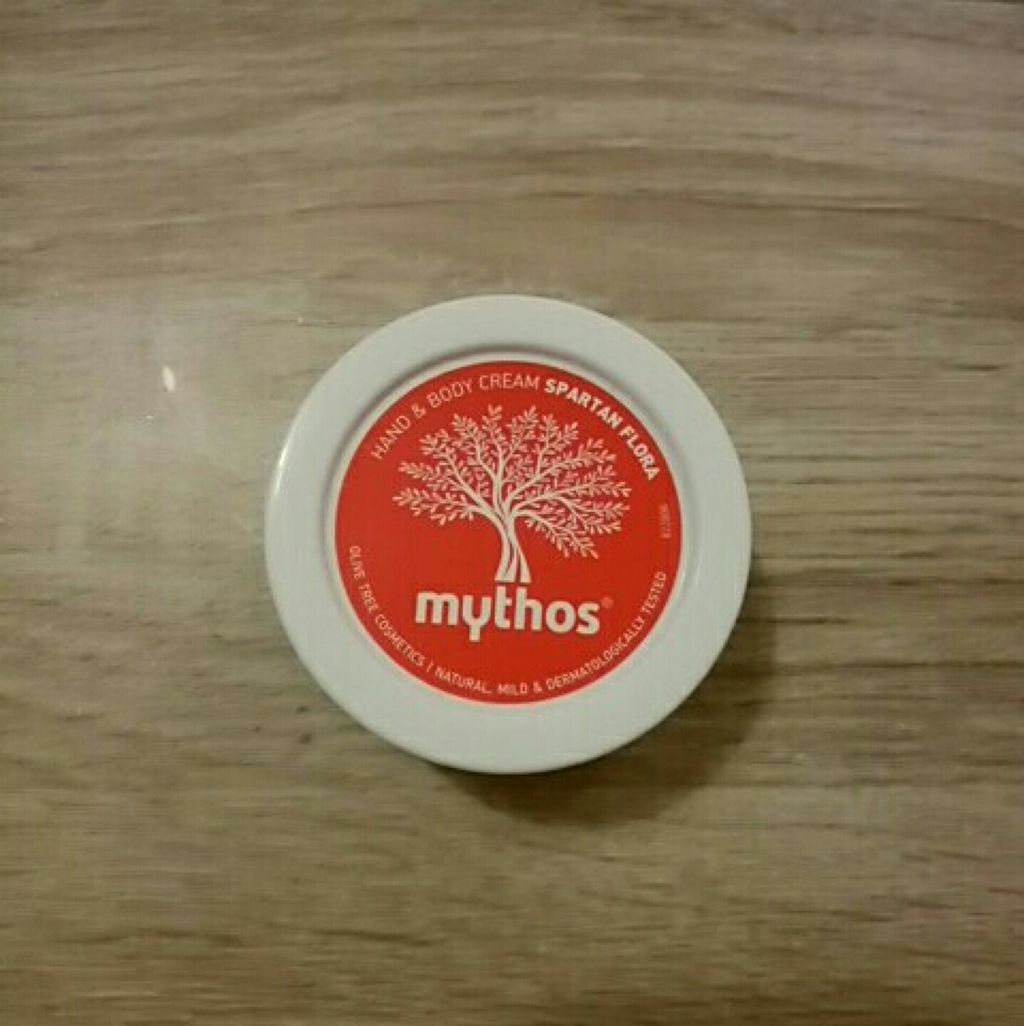 HAND & BODY CREAM SPARTAN FLORA
mythos®
OLIVE TREE COSMETICS | NATURAL, MILD & DERMATOLOGICALLY TESTED